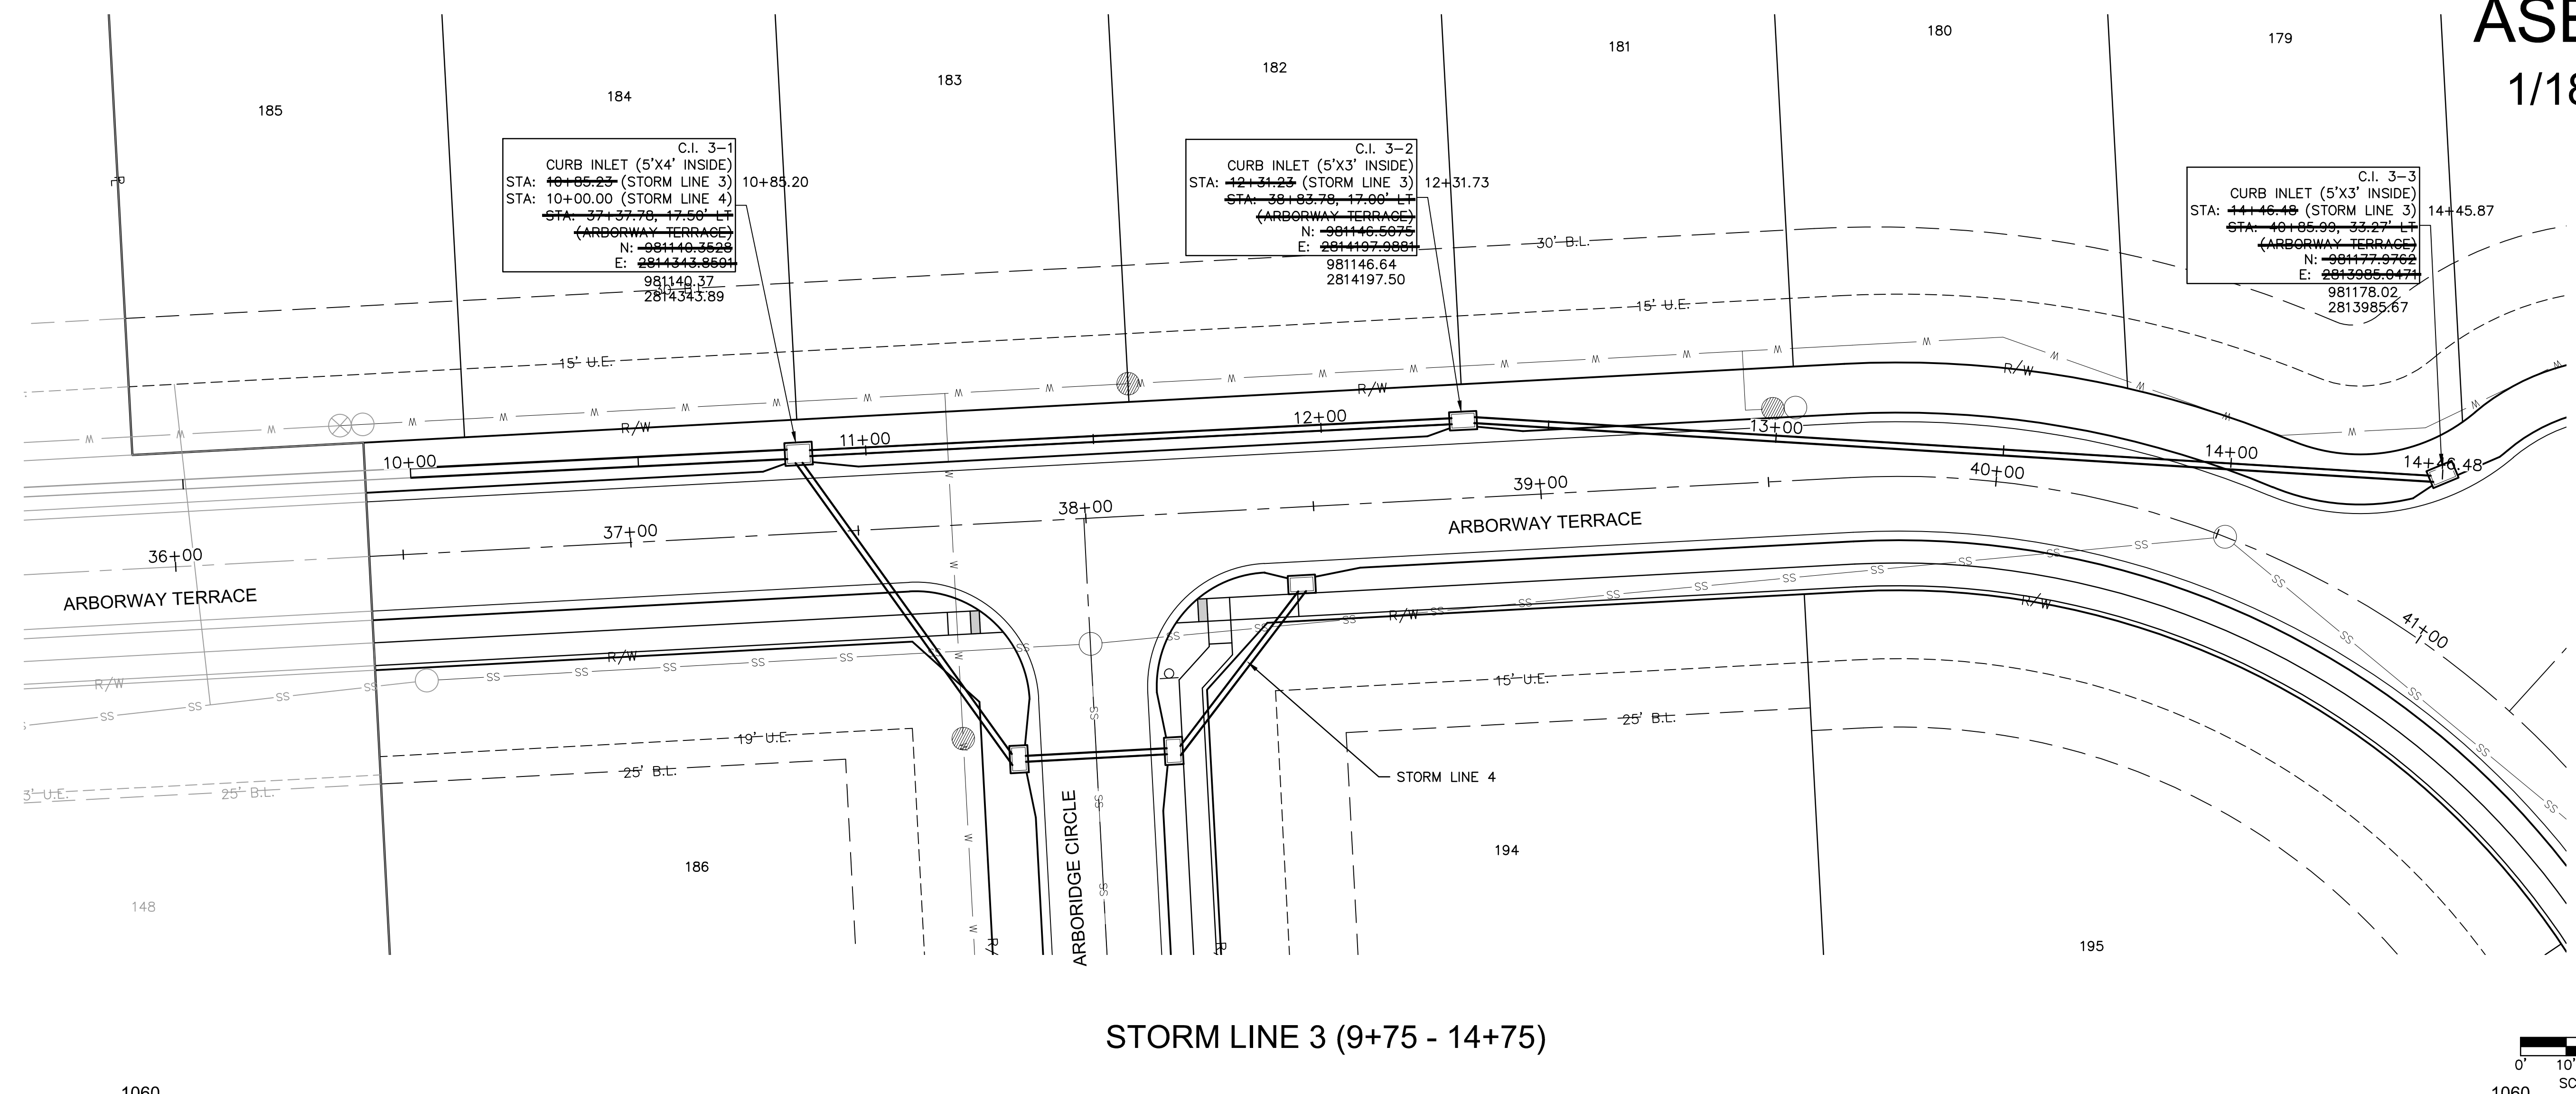 ASB
1/18
185
184
183
182
181
180
179
C.I. 3-1
CURB INLET (5'X4' INSIDE)
STA: 10+85.23 (STORM LINE 3) 10+85.20
STA: 10+00.00 (STORM LINE 4)
STA: 37+37.78, 17.50' LT
(ARBORWAY TERRACE)
N: 981140.3528
E: 2814343.8591
981140.37
2814343.89
C.I. 3-2
CURB INLET (5'X3' INSIDE)
STA: 12+31.23 (STORM LINE 3) 12+31.73
STA: 38+83.78, 17.00' LT
(ARBORWAY TERRACE)
N: 981146.5075
E: 2814197.9881
981146.64
2814197.50
C.I. 3-3
CURB INLET (5'X3' INSIDE)
STA: 14+46.48 (STORM LINE 3) 14+45.87
STA: 40+85.99, 33.27' LT
(ARBORWAY TERRACE)
N: 981177.9762
E: 2813985.0471
981178.02
2813985.67
30' B.L.
30' B.L.
15' U.E.
15' U.E.
R/W
R/W
R/W
10+00
11+00
12+00
13+00
14+00
14+46.48
36+00
37+00
38+00
39+00
40+00
41+00
ARBORWAY TERRACE
ARBORWAY TERRACE
R/W
R/W
R/W
R/W
19' U.E.
25' B.L.
15' U.E.
25' B.L.
3' U.E.
25' B.L.
STORM LINE 4
ARBORIDGE CIRCLE
186
194
195
148
STORM LINE 3 (9+75 - 14+75)
0' 10'
SC
1060
1060